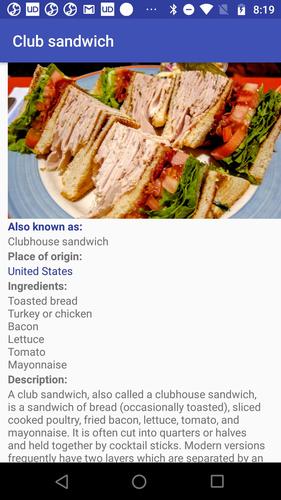 UD
UD
8:19
Club sandwich
Also known as:
Clubhouse sandwich
Place of origin:
United States
Ingredients:
Toasted bread
Turkey or chicken
Bacon
Lettuce
Tomato
Mayonnaise
Description:
A club sandwich, also called a clubhouse sandwich,
is a sandwich of bread (occasionally toasted), sliced
cooked poultry, fried bacon, lettuce, tomato, and
mayonnaise. It is often cut into quarters or halves
and held together by cocktail sticks. Modern versions
frequently have two layers which are separated by an